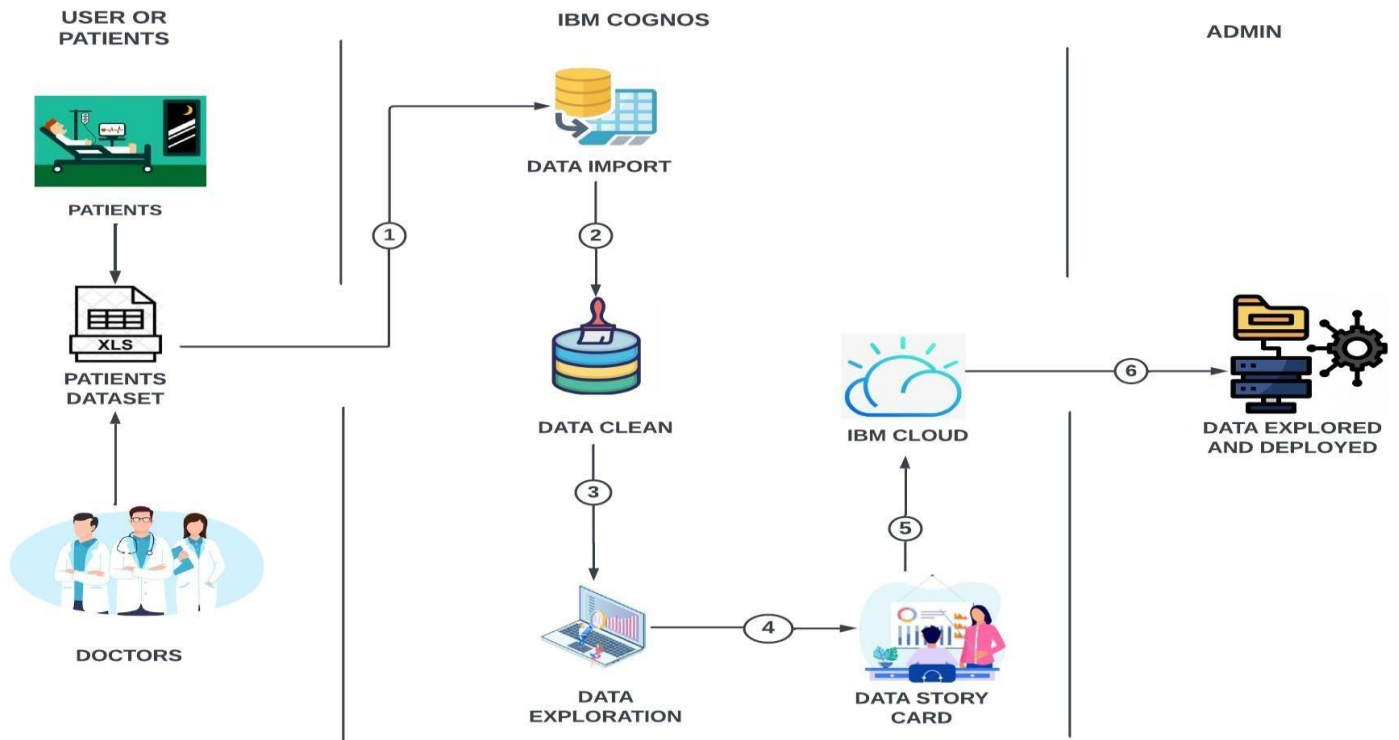 USER OR
PATIENTS
IBM COGNOS
ADMIN
PATIENTS
XLS
PATIENTS
DATASET
DOCTORS
1
DATA IMPORT
2
DATA CLEAN
3
DATA
EXPLORATION
4
DATA STORY
CARD
5
IBM CLOUD
6
DATA EXPLORED
AND DEPLOYED